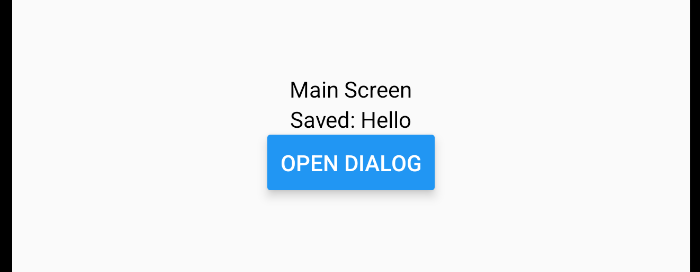 Main Screen
Saved: Hello
OPEN DIALOG